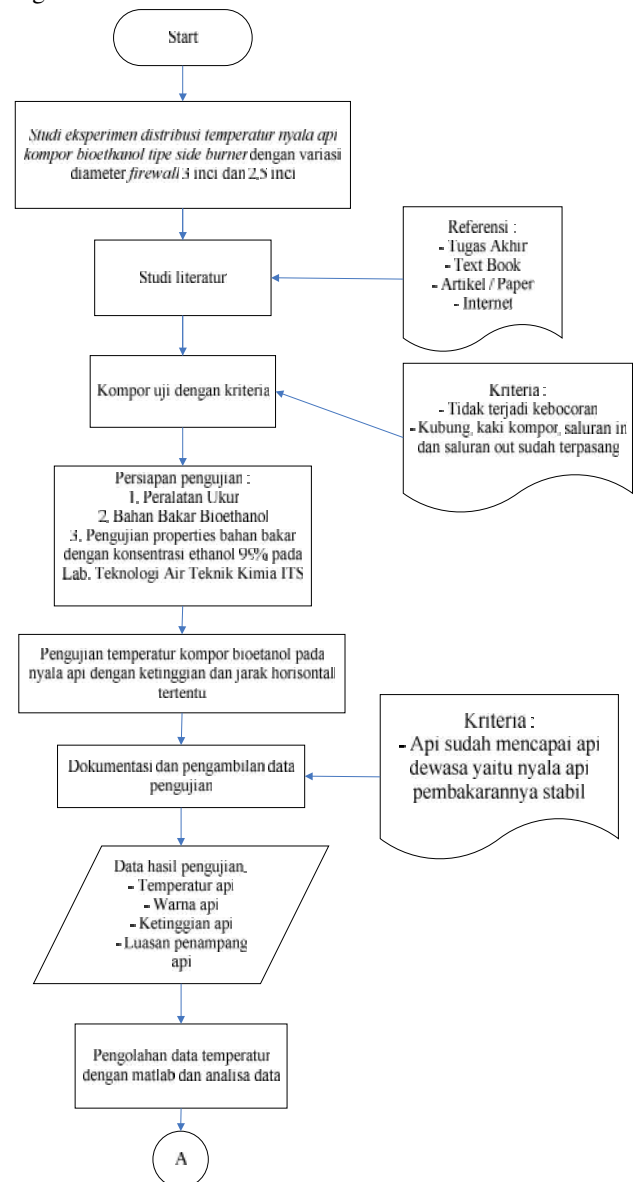 Start
Studi eksperimen distribusi temperatur nyala api
kompor bioethanol tipe side burner dengan variasi
diameter firewall 3 inci dan 2,5 inci
Referensi :
- Tugas Akhir
- Text Book
- Artikel / Paper
- Internet
Studi literatur
Kompor uji dengan kriteria
Kriteria :
- Tidak terjadi kebocoran
- Kubung, kaki kompor, saluran in
dan saluran out sudah terpasang
Persiapan pengujian :
1. Peralatan Ukur
2. Bahan Bakar Bioethanol
3. Pengujian properties bahan bakar
dengan konsentrasi ethanol 99% pada
Lab. Teknologi Air Teknik Kimia ITS
Pengujian temperatur kompor bioetanol pada
nyala api dengan ketinggian dan jarak horisontall
tertentu
Kriteria :
- Api sudah mencapai api
dewasa yaitu nyala api
pembakarannya stabil
Dokumentasi dan pengambilan data
pengujian
Data hasil pengujian.
- Temperatur api
- Warna api
- Ketinggian api
- Luasan penampang
api
Pengolahan data temperatur
dengan matlab dan analisa data
A